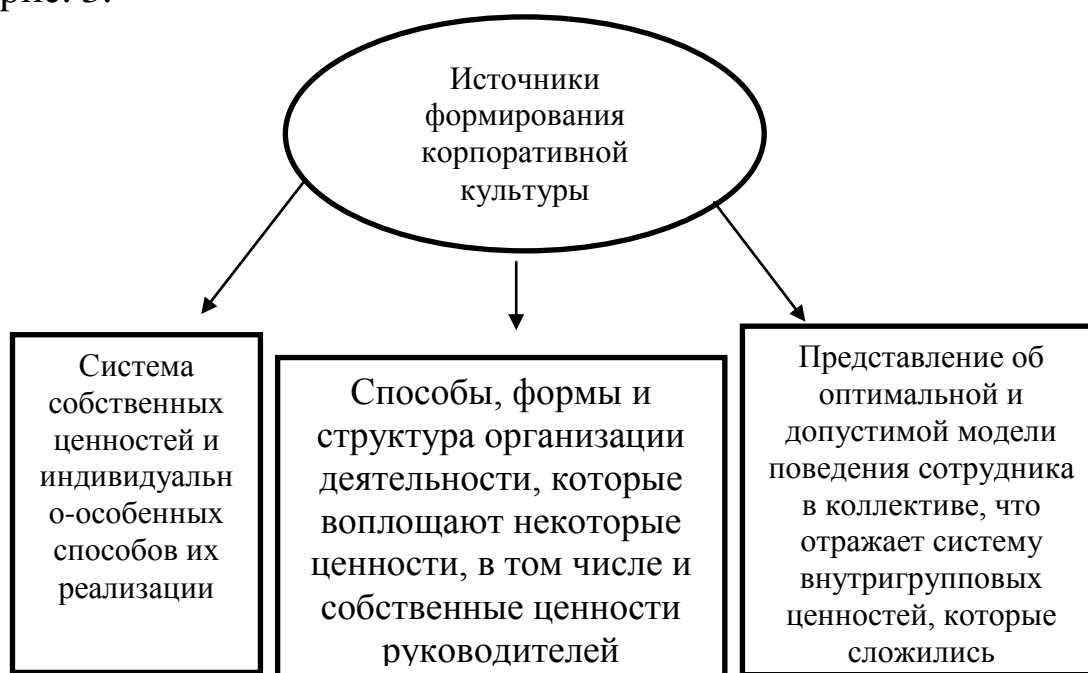 рис. 3.
Источники
формирования
корпоративной
культуры
Система
собственных
ценностей и
индивидуальн
о-особенных
способов их
реализации
Способы, формы и
структура организации
деятельности, которые
воплощают некоторые
ценности, в том числе и
собственные ценности
руководителей
Представление об
оптимальной и
допустимой модели
поведения сотрудника
в коллективе, что
отражает систему
внутригрупповых
ценностей, которые
сложились